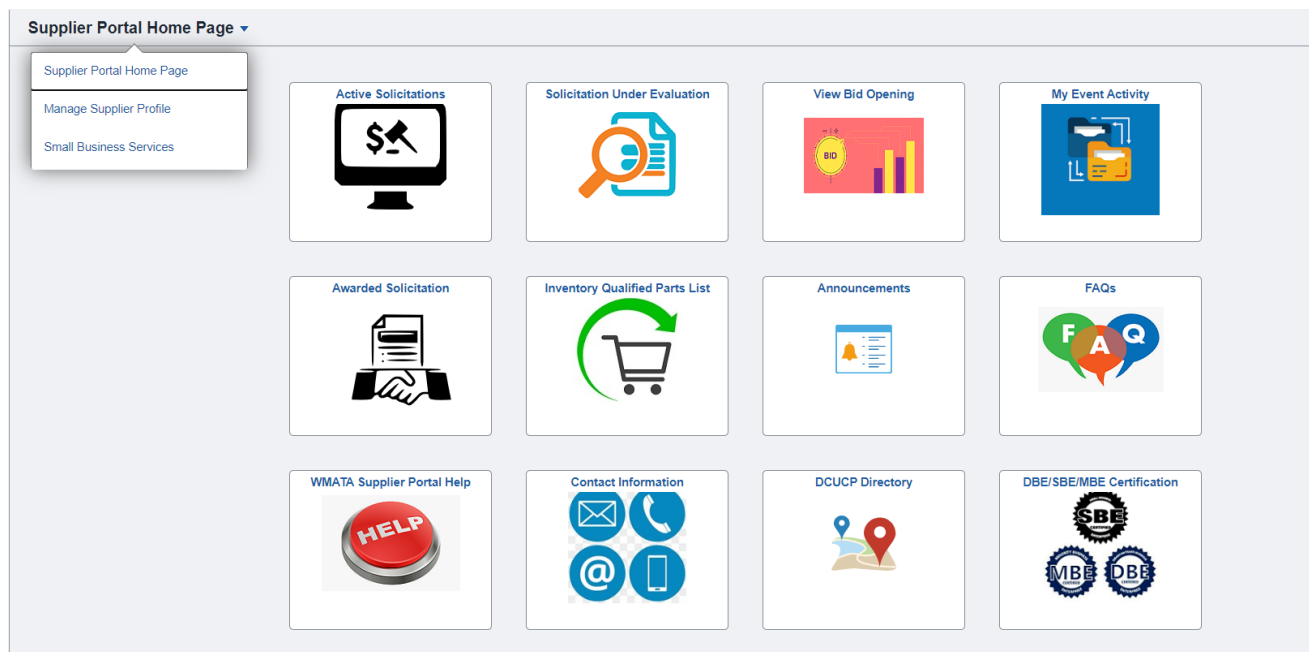 Supplier Portal Home Page
Supplier Portal Home Page
Manage Supplier Profile
Small Business Services
Active Solicitations
$
Solicitation Under Evaluation
View Bid Opening
BID
My Event Activity
Awarded Solicitation
Inventory Qualified Parts List
Announcements
FAQs
F A Q
WMATA Supplier Portal Help
HELP
Contact Information
@
DCUCP Directory
DBE/SBE/MBE Certification
SBE
CERTIFIED
MBE
DBE